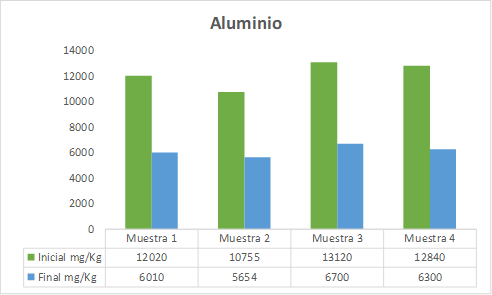 Aluminio
14000
12000
10000
8000
6000
4000
2000
0
Muestra 1 Muestra 2 Muestra 3 Muestra 4
Inicial mg/Kg 12020 10755 13120 12840
Final mg/Kg 6010 5654 6700 6300